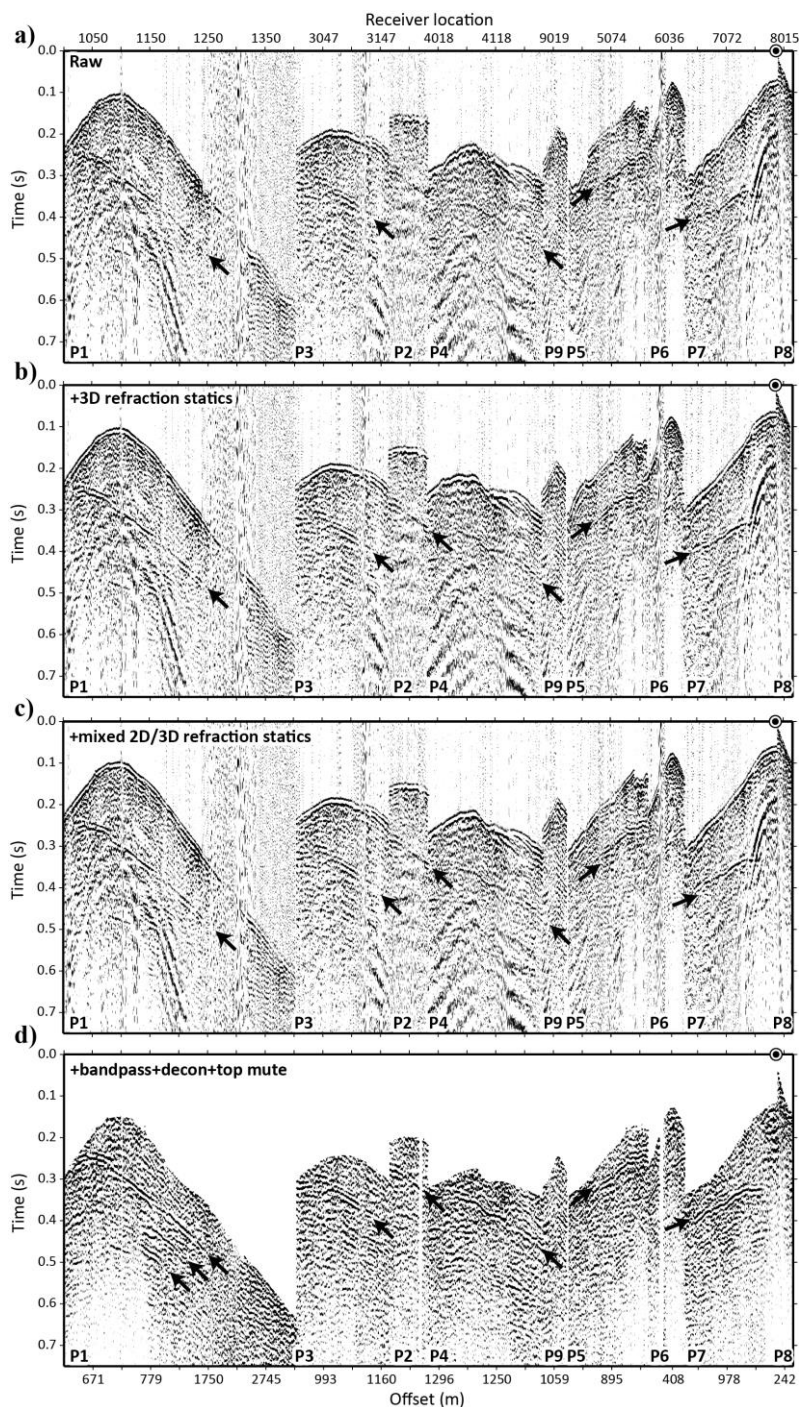 Receiver location
1050 1150 1250 1350 3047 3147 4018 4118 9019 5074 6036 7072 8015
a)
Raw
0.0
0.1
0.2
0.3
0.4
0.5
0.6
0.7
Time (s)
P1 P3 P2 P4 P9 P5 P6 P7 P8
b)
+3D refraction statics
0.0
0.1
0.2
0.3
0.4
0.5
0.6
0.7
Time (s)
P1 P3 P2 P4 P9 P5 P6 P7 P8
c)
+mixed 2D/3D refraction statics
0.0
0.1
0.2
0.3
0.4
0.5
0.6
0.7
Time (s)
P1 P3 P2 P4 P9 P5 P6 P7 P8
d)
+bandpass+decon+top mute
0.0
0.1
0.2
0.3
0.4
0.5
0.6
0.7
Time (s)
P1 P3 P2 P4 P9 P5 P6 P7 P8
671 779 1750 2745 993 1160 1296 1250 1059 895 408 978 242
Offset (m)